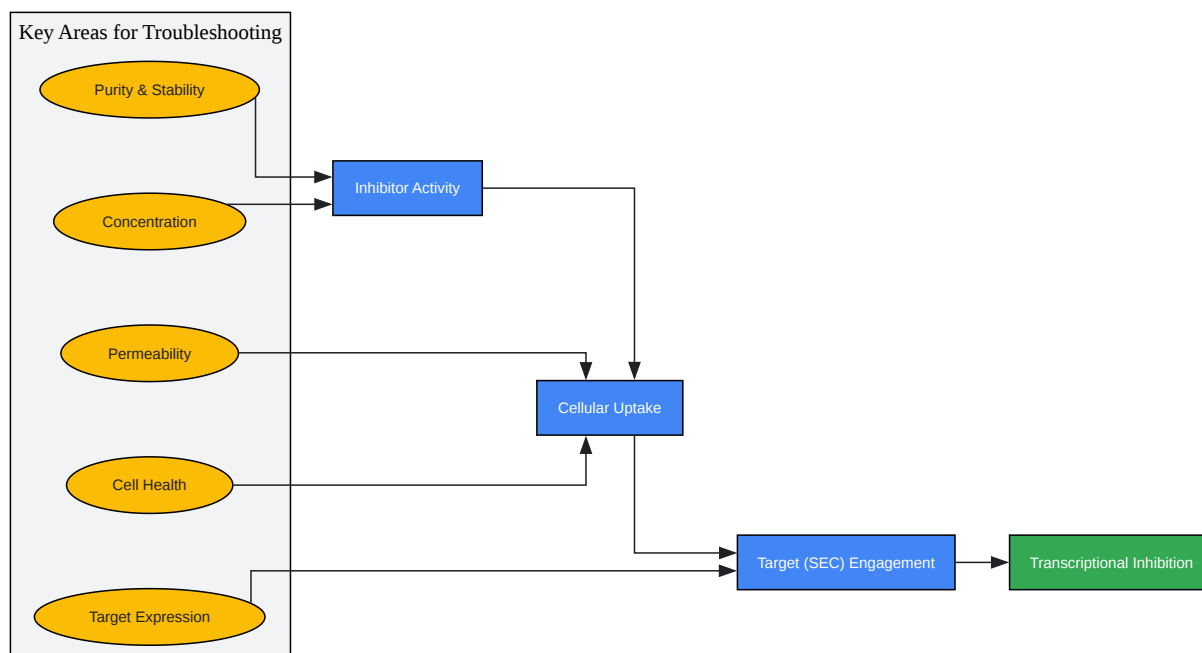 Key Areas for Troubleshooting
Purity & Stability
Inhibitor Activity
Concentration
Permeability
Cellular Uptake
Cell Health
Target (SEC) Engagement
Transcriptional Inhibition
Target Expression